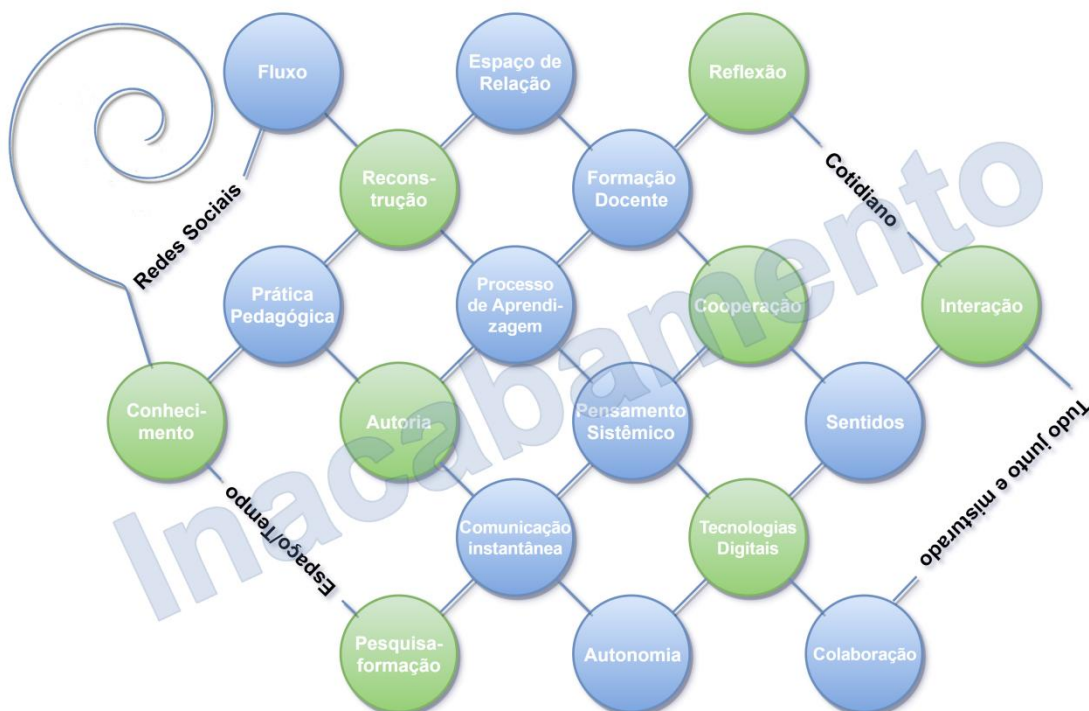 Fluxo
Espaço de
Relação
Reflexão
Recons-
trução
Formação
Docente
Cotidiano
Redes Sociais
Prática
Pedagógica
Processo
de Aprendi-
zagem
Cooperação
Interação
Conheci-
mento
Autoria
Pensamento
Sistêmico
Sentidos
Tudo junto e misturado
Espaço/Tempo
Comunicação
instantânea
Tecnologias
Digitais
Pesquisa-
formação
Autonomia
Colaboração
Inacabamento